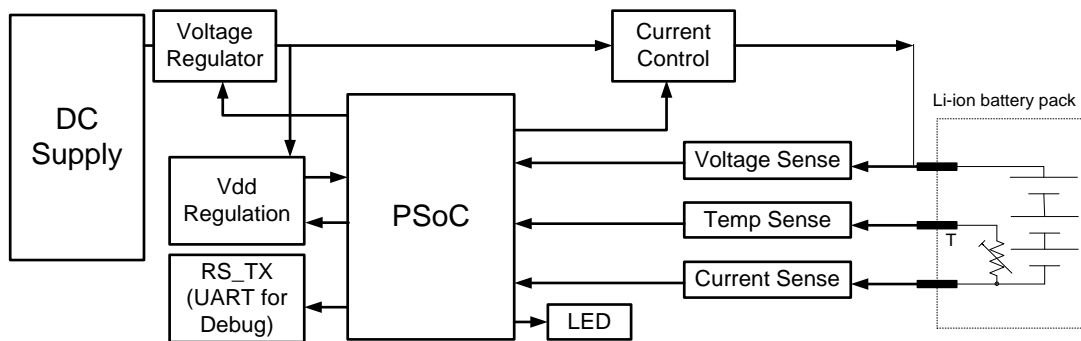 DC
Supply
Voltage
Regulator
Current
Control
Li-ion battery pack
Vdd
Regulation
PSoC
Voltage Sense
Temp Sense
T
Current Sense
RS_TX
(UART for
Debug)
LED